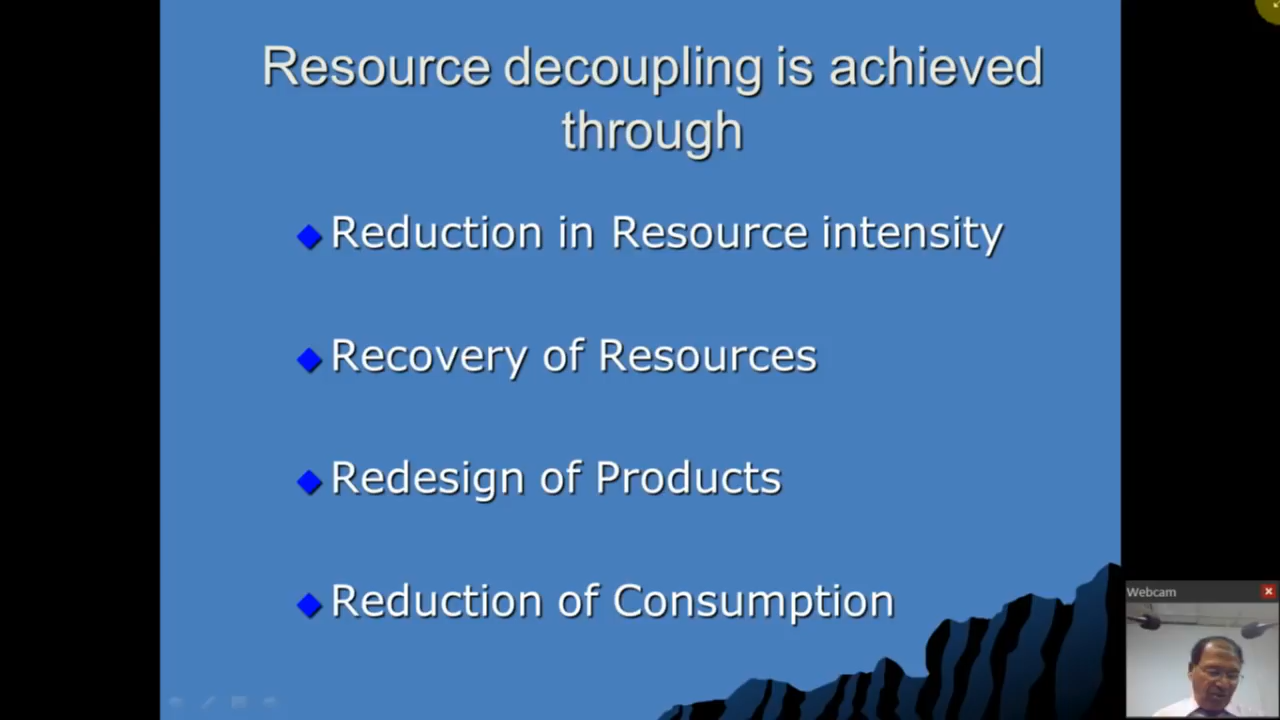 Resource decoupling is achieved
through
Reduction in Resource intensity
Recovery of Resources
Redesign of Products
Reduction of Consumption
Webcam